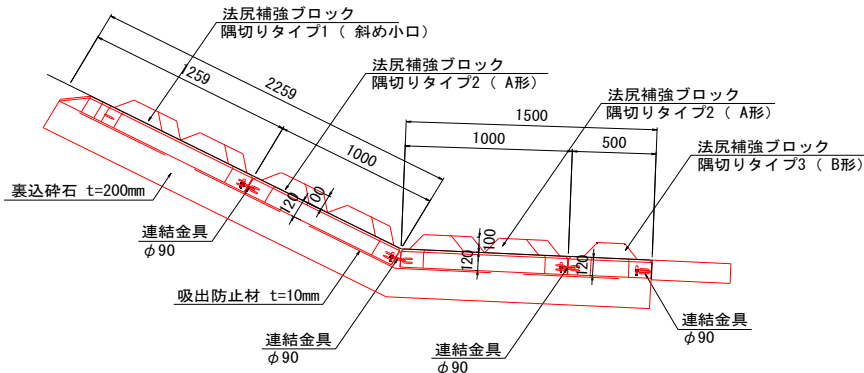 法尻補強ブロック
隅切りタイプ1（ 斜め小口）
法尻補強ブロック
隅切りタイプ2（ A形）
法尻補強ブロック
隅切りタイプ2（ A形）
法尻補強ブロック
隅切りタイプ3（ B形）
2259
1259
1000
1500
1000
500
120
100
120
100
120
裏込砕石 t=200mm
連結金具
φ90
吸出防止材 t=10mm
連結金具
φ90
連結金具
φ90
連結金具
φ90